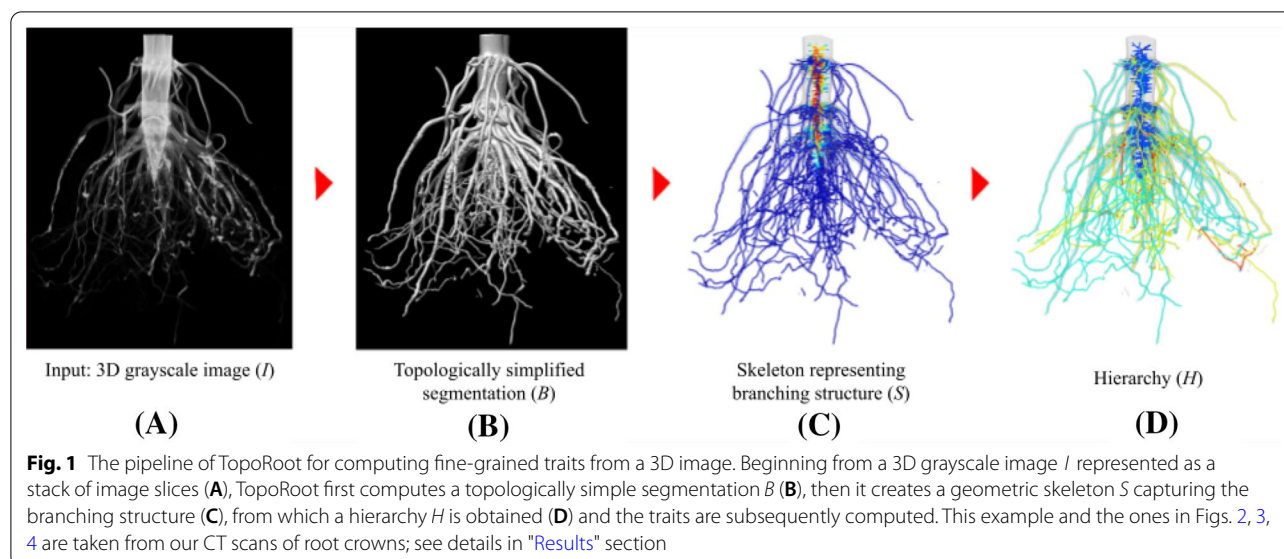 Input: 3D grayscale image (I)
(A)
Topologically simplified
segmentation (B)
(B)
Skeleton representing
branching structure (S)
(C)
Hierarchy (H)
(D)
Fig. 1 The pipeline of TopoRoot for computing fine-grained traits from a 3D image. Beginning from a 3D grayscale image I represented as a
stack of image slices (A), TopoRoot first computes a topologically simple segmentation B (B), then it creates a geometric skeleton S capturing the
branching structure (C), from which a hierarchy H is obtained (D) and the traits are subsequently computed. This example and the ones in Figs. 2, 3,
4 are taken from our CT scans of root crowns; see details in "Results" section